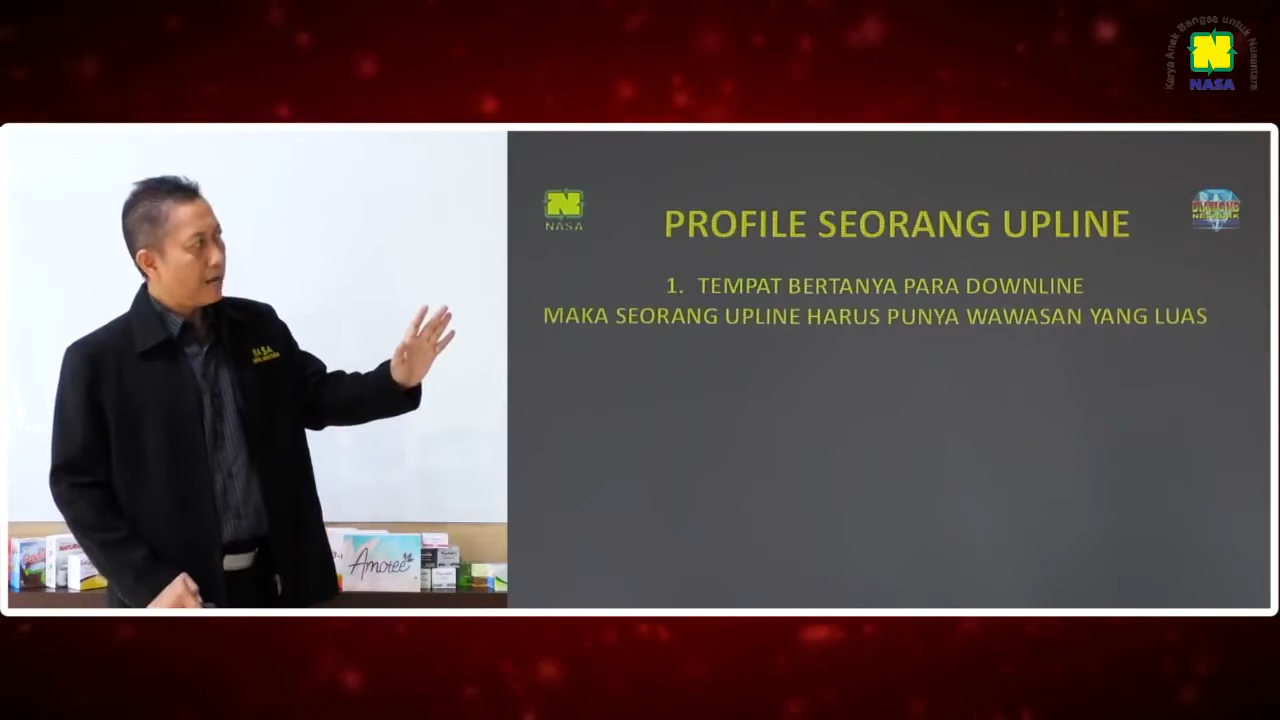 Karya Anak Bangsa untuk Nusantara
NASA
NASA
PROFILE SEORANG UPLINE
1. TEMPAT BERTANYA PARA DOWNLINE
MAKA SEORANG UPLINE HARUS PUNYA WAWASAN YANG LUAS
NASA
Amotee